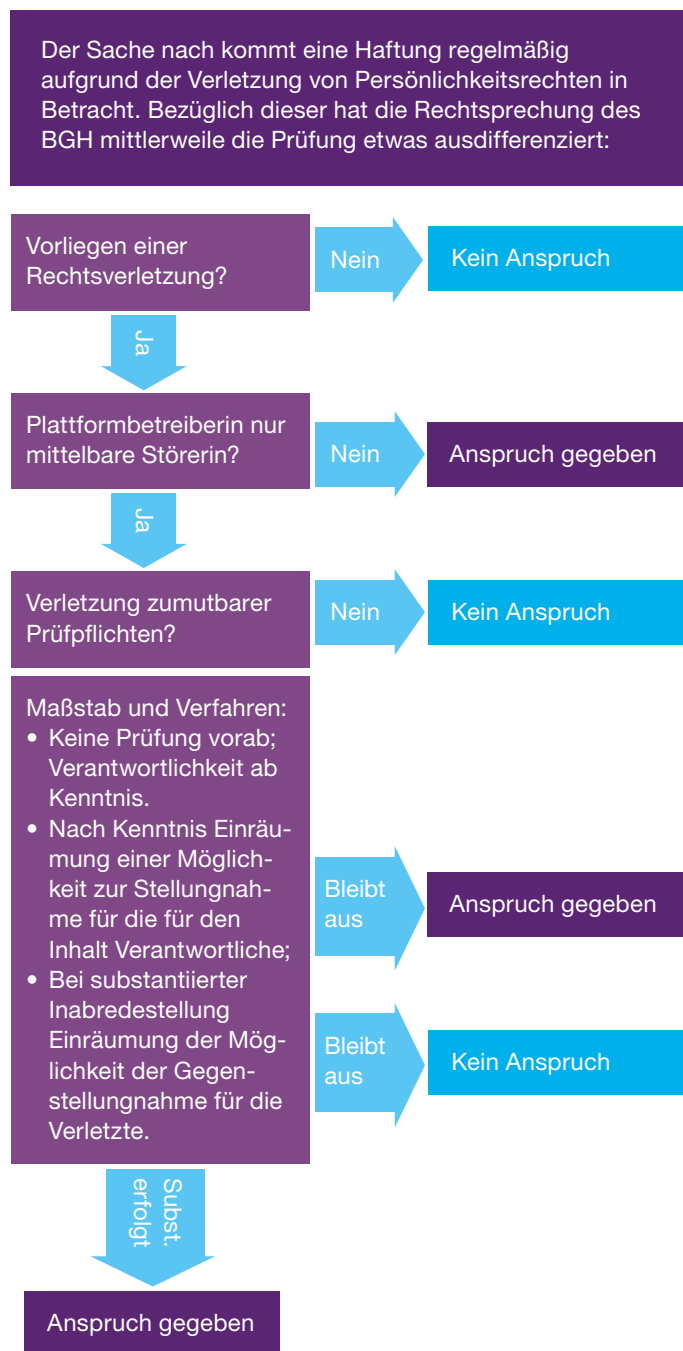 Der Sache nach kommt eine Haftung regelmäßig
aufgrund der Verletzung von Persönlichkeitsrechten in
Betracht. Bezüglich dieser hat die Rechtsprechung des
BGH mittlerweile die Prüfung etwas ausdifferenziert:
Vorliegen einer
Rechtsverletzung?
Nein
Kein Anspruch
Ja
Plattformbetreiberin nur
mittelbare Störerin?
Nein
Anspruch gegeben
Ja
Verletzung zumutbarer
Prüfpflichten?
Nein
Kein Anspruch
Maßstab und Verfahren:
• Keine Prüfung vorab;
Verantwortlichkeit ab
Kenntnis.
• Nach Kenntnis Einräu-
mung einer Möglich-
keit zur Stellungnah-
me für die für den
Inhalt Verantwortliche;
Bleibt
aus
Anspruch gegeben
• Bei substantiierter
Inabredestellung
Einräumung der Mög-
lichkeit der Gegen-
stellungnahme für die
Verletzte.
Bleibt
aus
Kein Anspruch
Subst.
erfolgt
Anspruch gegeben